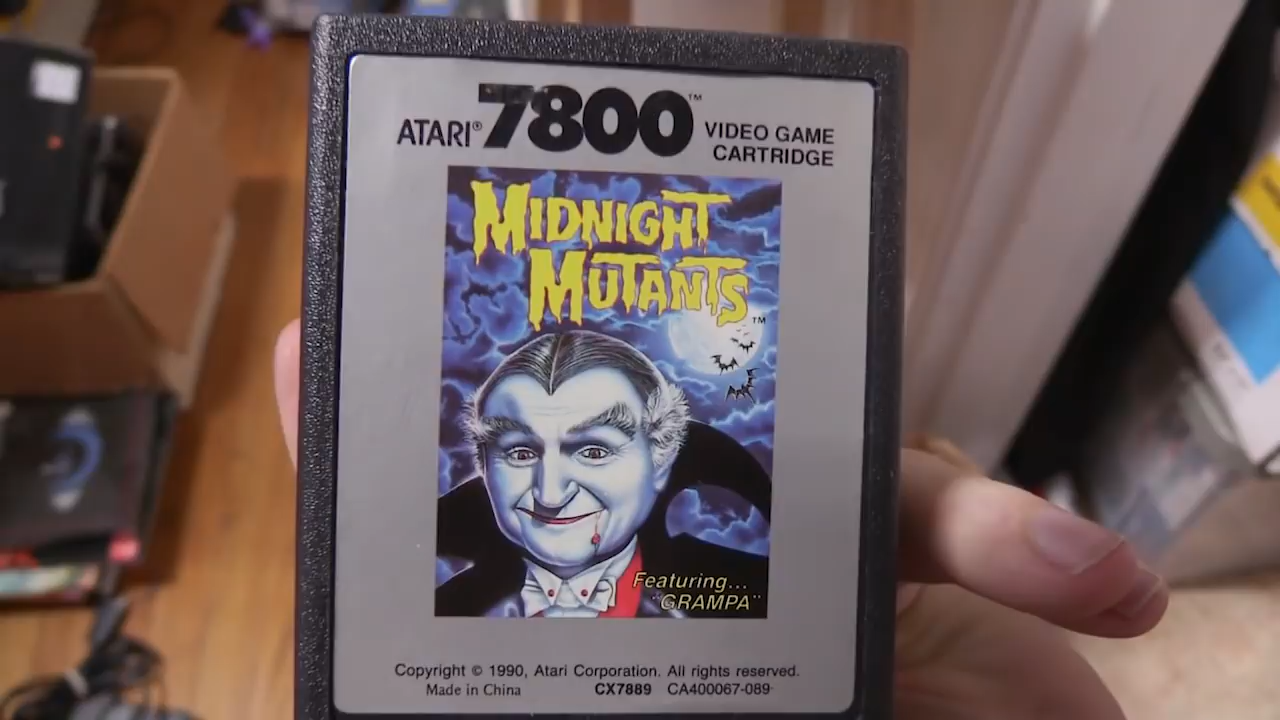 ATARI® 7800™ VIDEO GAME
CARTRIDGE
MIDNIGHT
MUTANTS™
Featuring...
"GRAMPA"
Copyright © 1990, Atari Corporation. All rights reserved.
Made in China CX7889 CA400067-089